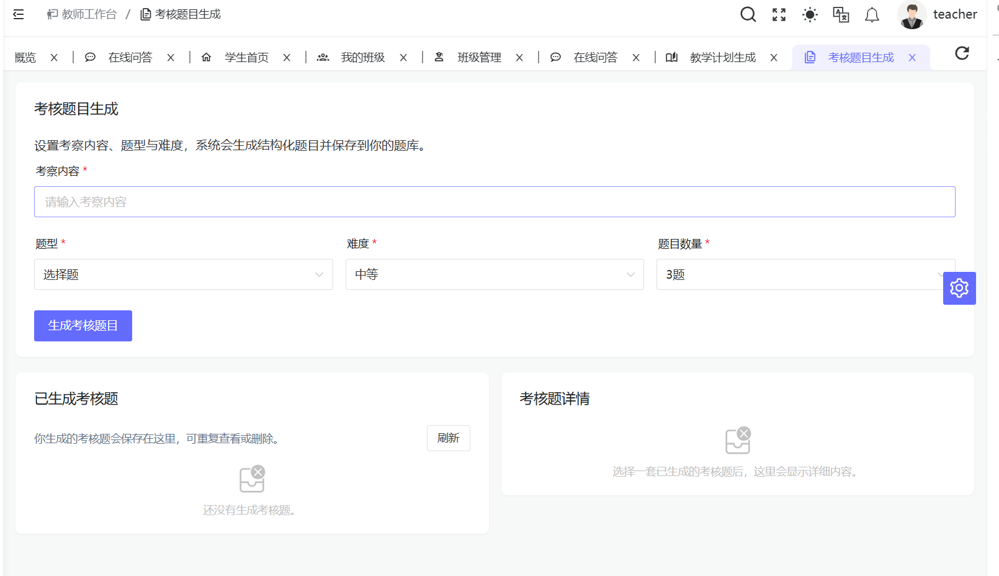 教师工作台 / 考核题目生成 teacher
概览 在线问答 学生首页 我的班级 班级管理 在线问答 教学计划生成 考核题目生成
考核题目生成
设置考察内容、题型与难度，系统会生成结构化题目并保存到你的题库。
考察内容 *
请输入考察内容
题型 * 难度 * 题目数量 *
选择题 中等 3题
生成考核题目
已生成考核题
你生成的考核题会保存在这里，可重复查看或删除。 刷新
还没有生成考核题。
考核题详情
选择一套已生成的考核题后，这里会显示详细内容。